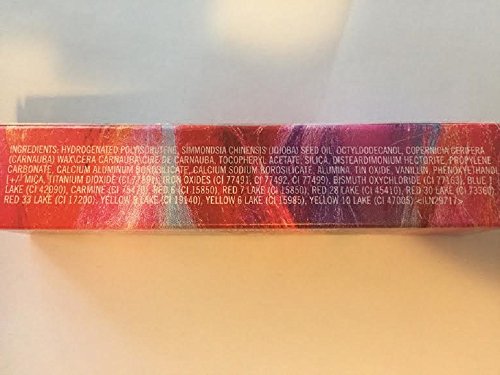 INGREDIENTS: HYDROGENATED POLYISOBUTENE, SIMMONDSIA CHINENSIS (JOJOBA) SEED OIL, OCTYLDODECANOL, COPERNICIA CERIFERA
(CARNAUBA) WAX\CERA CARNAUBA\CIRE DE CARNAUBA, TOCOPHERYL ACETATE, SILICA, DISTEARDIMONIUM HECTORITE, PROPYLENE
CARBONATE, CALCIUM ALUMINUM BOROSILICATE, CALCIUM SODIUM BOROSILICATE, ALUMINA, TIN OXIDE, VANILLIN, PHENOXYETHANOL,
[+/- MICA, TITANIUM DIOXIDE (CI 77891), IRON OXIDES (CI 77491, CI 77492, CI 77499), BISMUTH OXYCHLORIDE (CI 77163), BLUE 1
LAKE (CI 42090), CARMINE (CI 75470), RED 6 (CI 15850), RED 7 LAKE (CI 15850), RED 28 LAKE (CI 45410), RED 30 LAKE (CI 73360),
RED 33 LAKE (CI 17200), YELLOW 5 LAKE (CI 19140), YELLOW 6 LAKE (CI 15985), YELLOW 10 LAKE (CI 47005) <ILN29717>